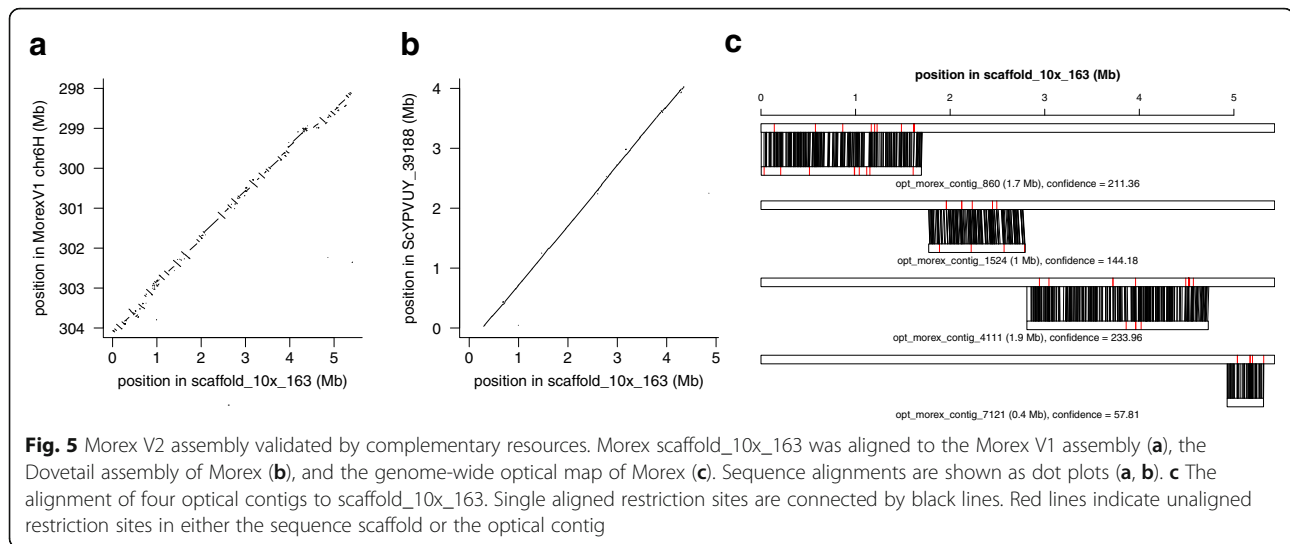 a
298
299
300
301
302
303
304
position in MorexV1 chr6H (Mb)
0 1 2 3 4 5
position in scaffold_10x_163 (Mb)
b
4
3
2
1
0
position in ScYPVUY_39188 (Mb)
0 1 2 3 4 5
position in scaffold_10x_163 (Mb)
c
position in scaffold_10x_163 (Mb)
0 1 2 3 4 5
opt_morex_contig_860 (1.7 Mb), confidence = 211.36
opt_morex_contig_1524 (1 Mb), confidence = 144.18
opt_morex_contig_4111 (1.9 Mb), confidence = 233.96
opt_morex_contig_7121 (0.4 Mb), confidence = 57.81
Fig. 5 Morex V2 assembly validated by complementary resources. Morex scaffold_10x_163 was aligned to the Morex V1 assembly (a), the
Dovetail assembly of Morex (b), and the genome-wide optical map of Morex (c). Sequence alignments are shown as dot plots (a, b). c The
alignment of four optical contigs to scaffold_10x_163. Single aligned restriction sites are connected by black lines. Red lines indicate unaligned
restriction sites in either the sequence scaffold or the optical contig